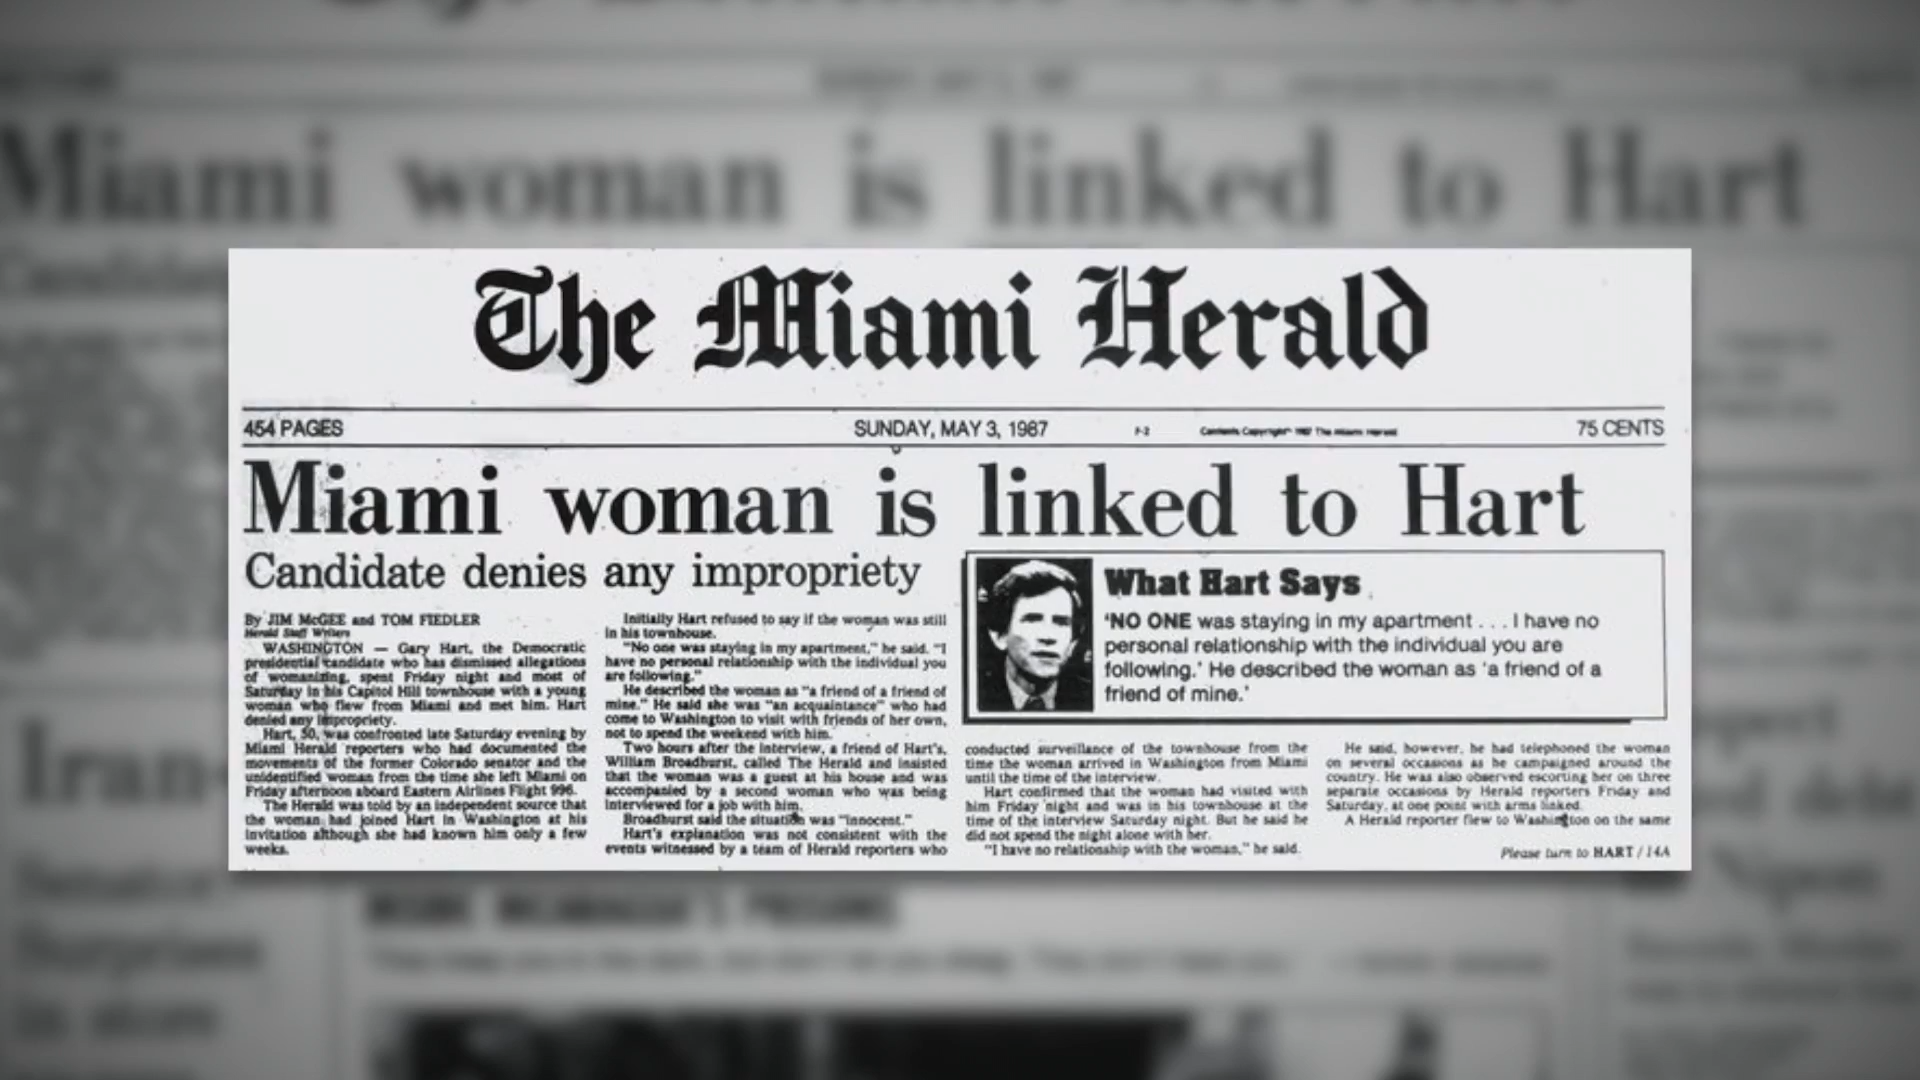 The Miami Herald
454 PAGES SUNDAY, MAY 3, 1987 F-2 Contents Copyright 1987 The Miami Herald 75 CENTS
Miami woman is linked to Hart
Candidate denies any impropriety
By JIM McGEE and TOM FIEDLER
Herald Staff Writers
WASHINGTON — Gary Hart, the Democratic
presidential candidate who has dismissed allegations
of womanizing, spent Friday night and most of
Saturday in his Capitol Hill townhouse with a young
woman who flew from Miami and met him. Hart
denied any impropriety.
Hart, 50, was confronted late Saturday evening by
Miami Herald reporters who had documented the
movements of the former Colorado senator and the
unidentified woman from the time she left Miami on
Friday afternoon aboard Eastern Airlines Flight 996.
The Herald was told by an independent source that
the woman had joined Hart in Washington at his
invitation although she had known him only a few
weeks.
Initially Hart refused to say if the woman was still
in his townhouse.
"No one was staying in my apartment," he said. "I
have no personal relationship with the individual you
are following."
He described the woman as "a friend of a friend of
mine." He said she was "an acquaintance" who had
come to Washington to visit with friends of her own,
not to spend the weekend with him.
Two hours after the interview, a friend of Hart's,
William Broadhurst, called The Herald and insisted
that the woman was a guest at his house and was
accompanied by a second woman who was being
interviewed for a job with him.
Broadhurst said the situation was "innocent."
Hart's explanation was not consistent with the
events witnessed by a team of Herald reporters who
What Hart Says
'NO ONE was staying in my apartment . . . I have no
personal relationship with the individual you are
following.' He described the woman as 'a friend of a
friend of mine.'
conducted surveillance of the townhouse from the
time the woman arrived in Washington from Miami
until the time of the interview.
Hart confirmed that the woman had visited with
him Friday night and was in his townhouse at the
time of the interview Saturday night. But he said he
did not spend the night alone with her.
"I have no relationship with the woman," he said.
He said, however, he had telephoned the woman
on several occasions as he campaigned around the
country. He was also observed escorting her on three
separate occasions by Herald reporters Friday and
Saturday, at one point with arms linked.
A Herald reporter flew to Washington on the same
Please turn to HART / 14A
Miami woman is linked to Hart
Iran-